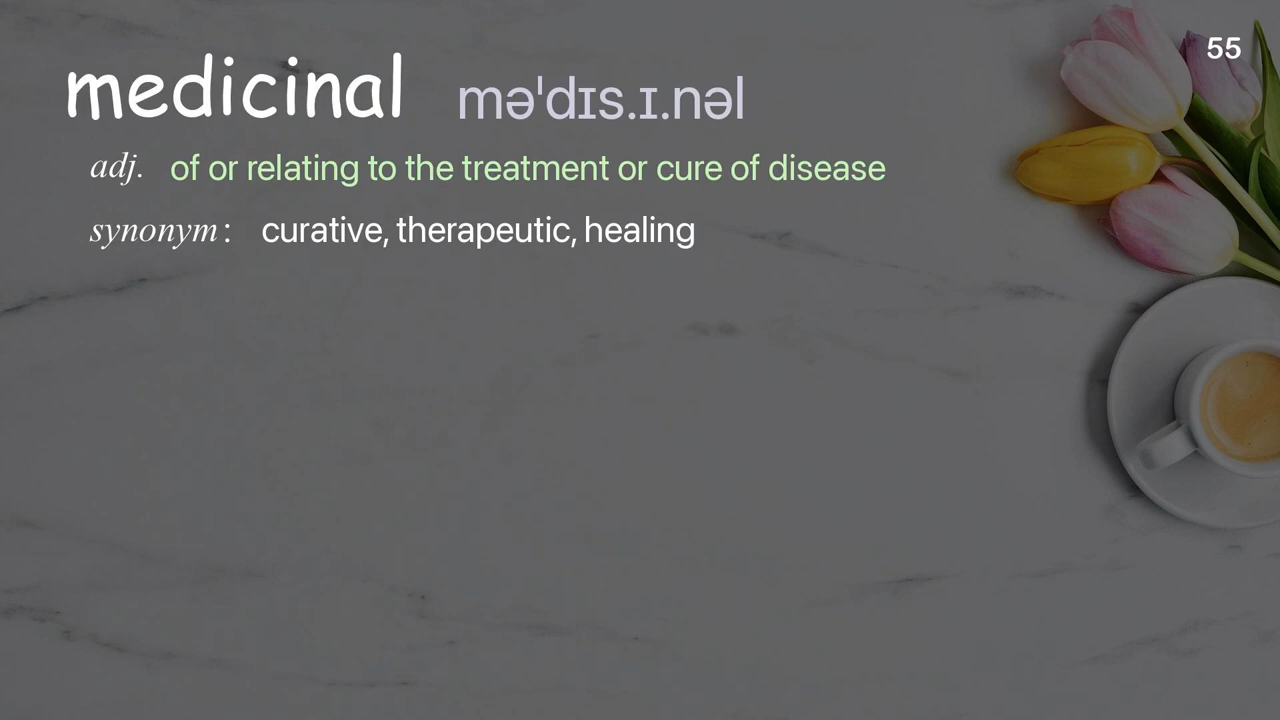 55
medicinal məˈdɪs.ɪ.nəl
adj. of or relating to the treatment or cure of disease
synonym: curative, therapeutic, healing